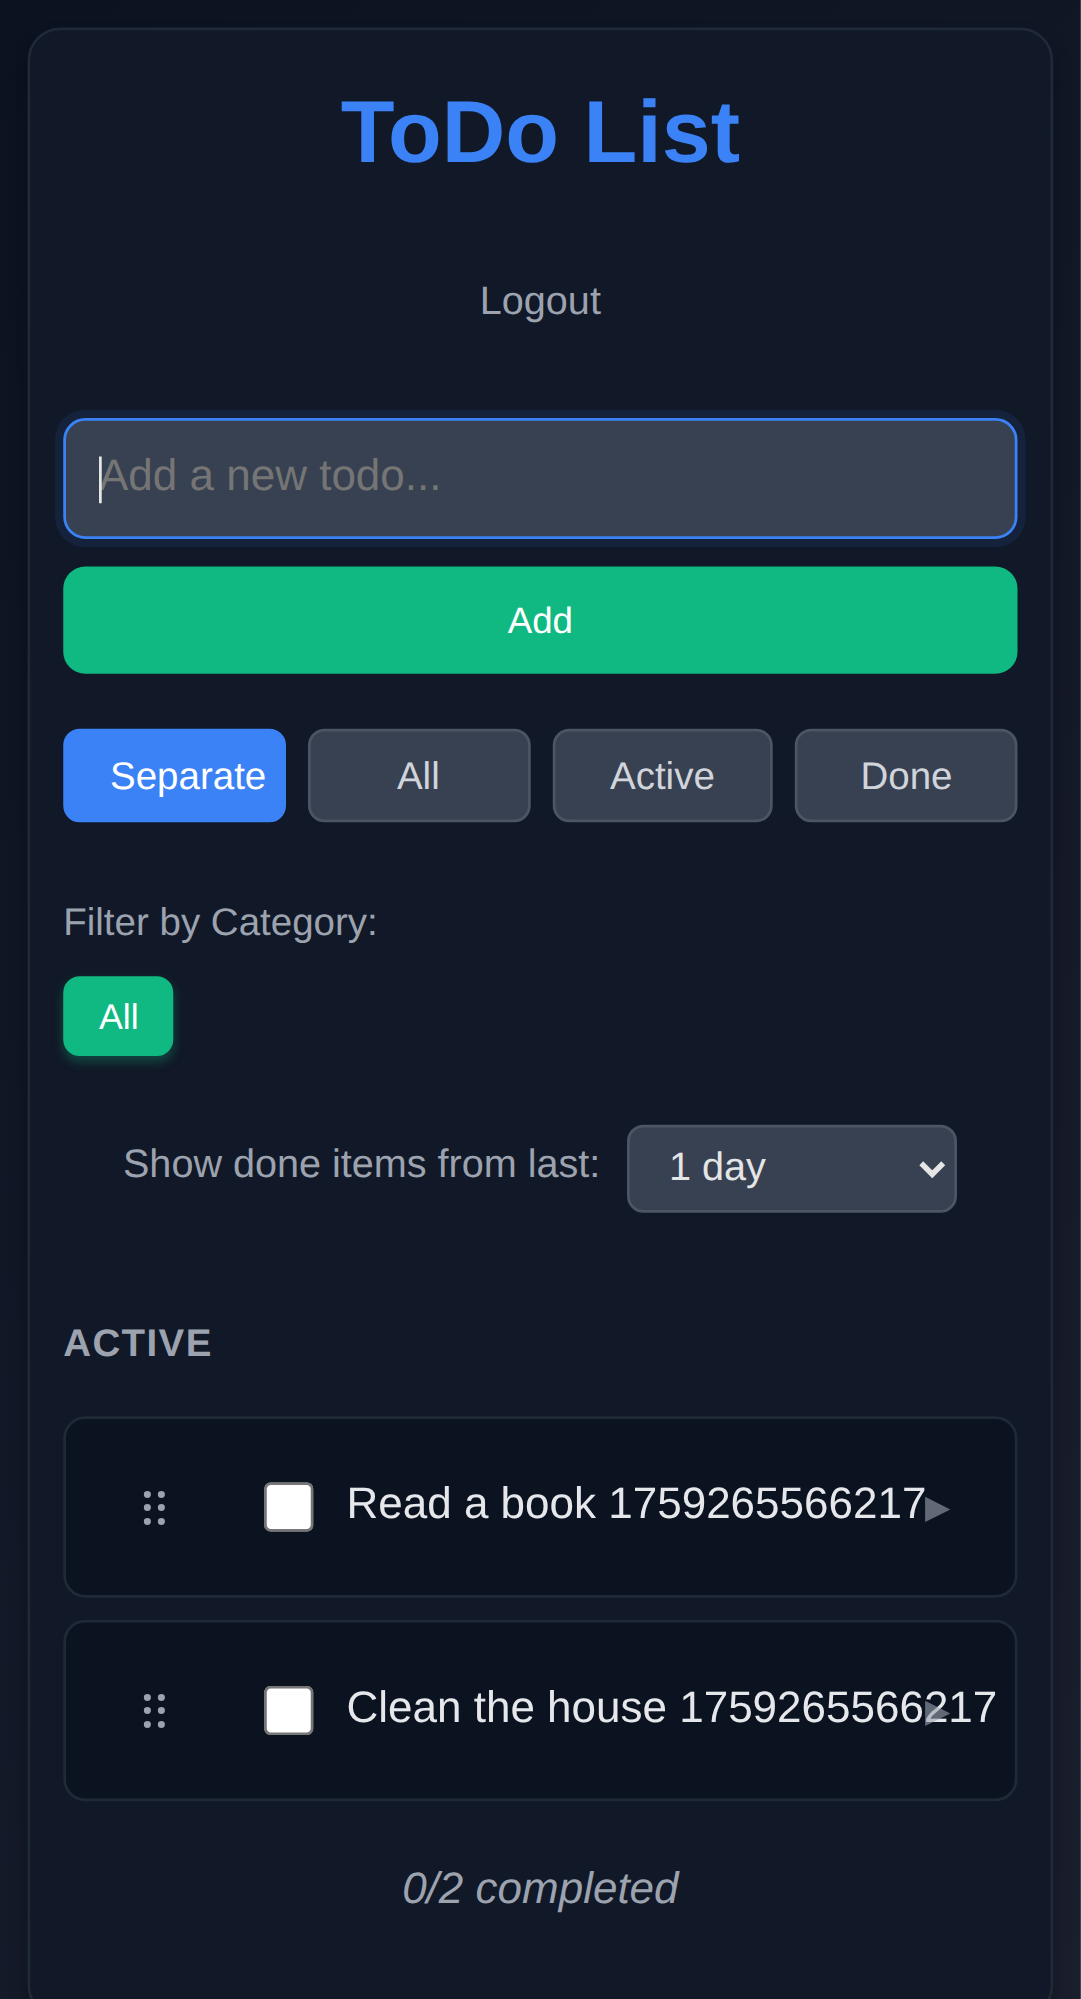 ToDo List
Logout
Add a new todo...
Add
Separate All Active Done
Filter by Category:
All
Show done items from last: 1 day
ACTIVE
Read a book 1759265566217
Clean the house 1759265566217
0/2 completed